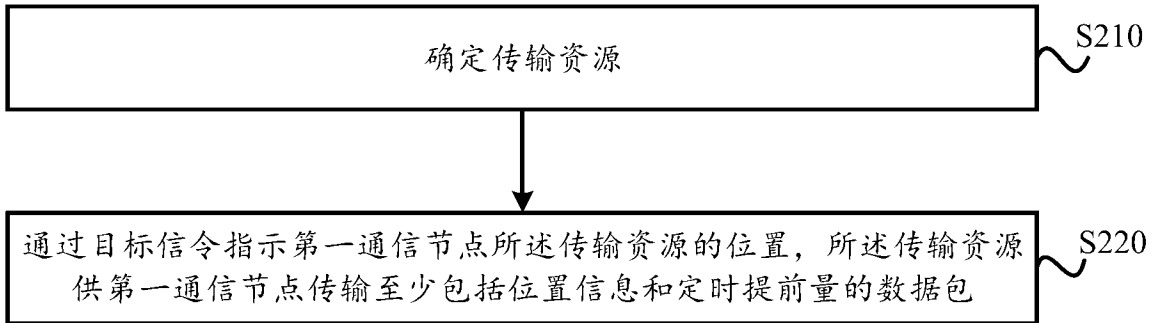 确定传输资源
S210
通过目标信令指示第一通信节点所述传输资源的位置，所述传输资源
供第一通信节点传输至少包括位置信息和定时提前量的数据包
S220